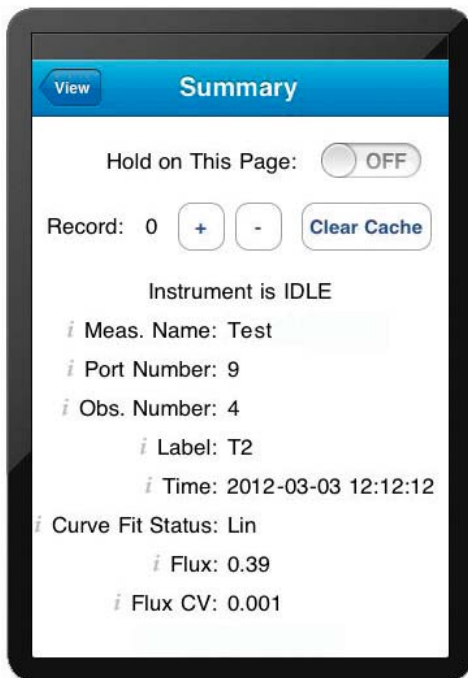 View Summary
Hold on This Page: OFF
Record: 0 + - Clear Cache
Instrument is IDLE
i Meas. Name: Test
i Port Number: 9
i Obs. Number: 4
i Label: T2
i Time: 2012-03-03 12:12:12
i Curve Fit Status: Lin
i Flux: 0.39
i Flux CV: 0.001